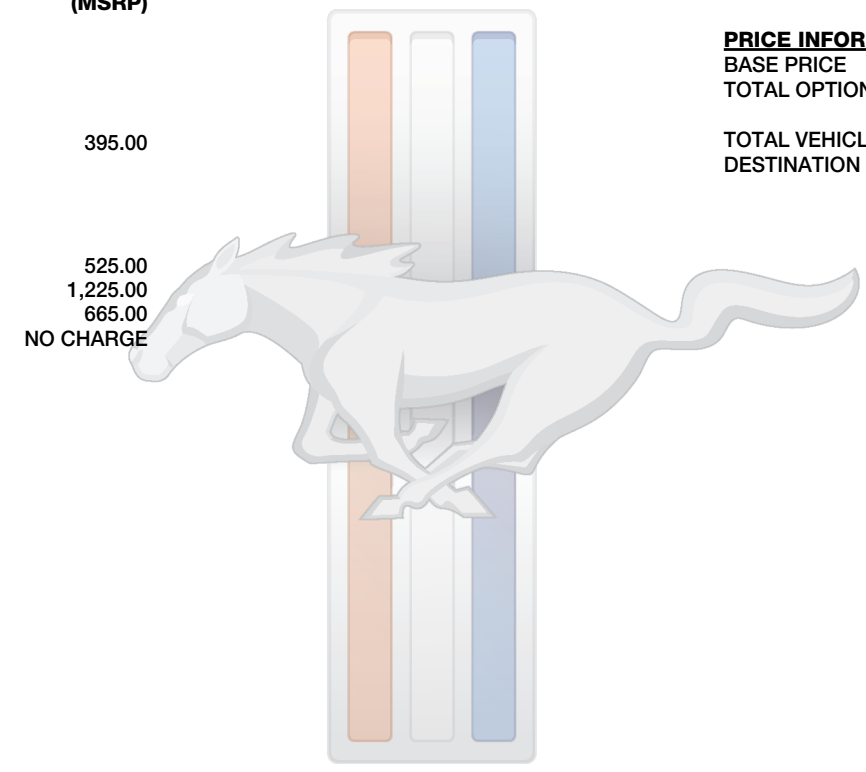 (MSRP)
395.00
525.00
1,225.00
665.00
NO CHARGE
PRICE INFOR
BASE PRICE
TOTAL OPTION
TOTAL VEHICL
DESTINATION